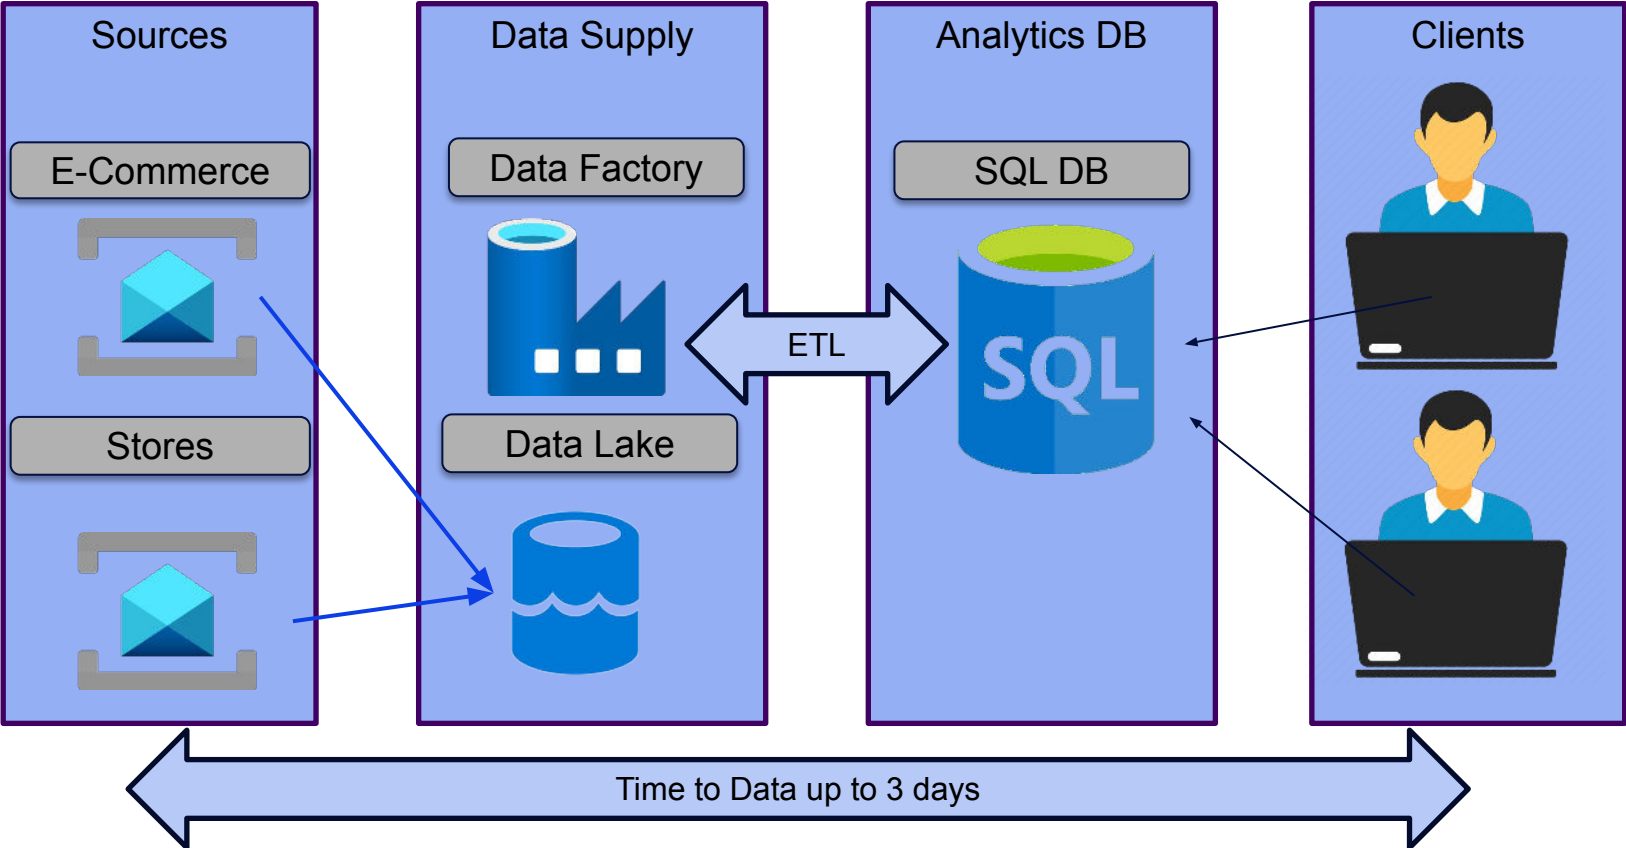 Sources
Data Supply
Analytics DB
Clients
E-Commerce
Data Factory
SQL DB
ETL
SQL
Stores
Data Lake
Time to Data up to 3 days